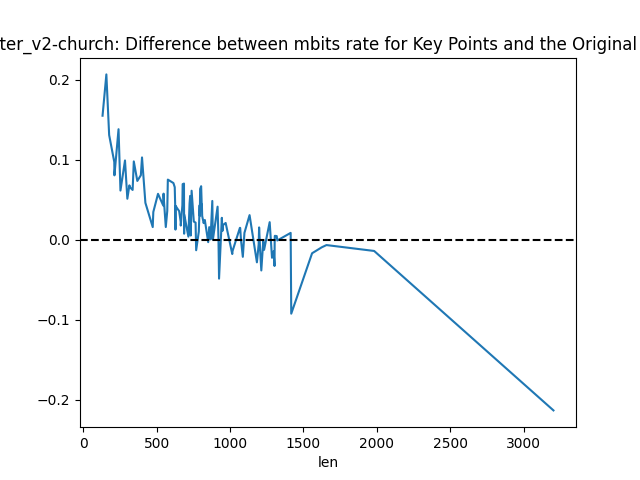 ter_v2-church: Difference between mbits rate for Key Points and the Original
0.2
0.1
0.0
−0.1
−0.2
0 500 1000 1500 2000 2500 3000
len